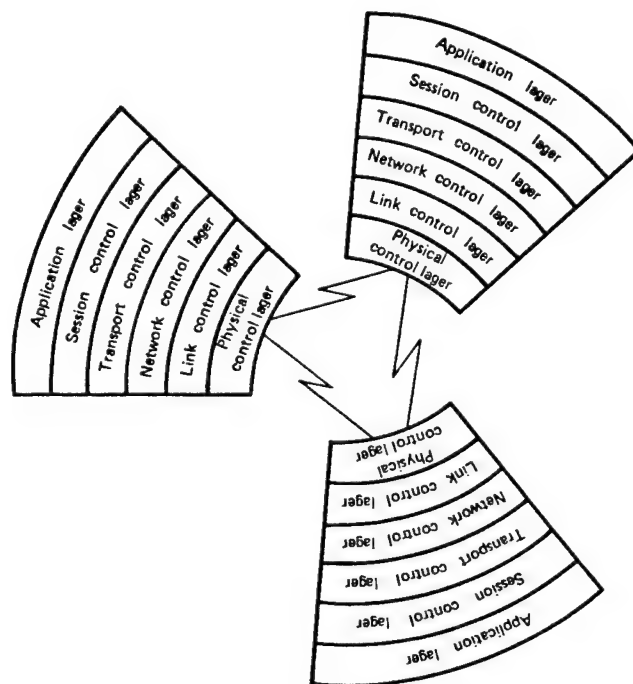 Application lager
Session control lager
Transport control lager
Network control lager
Link control lager
Physical
control lager
Application lager
Session control lager
Transport control lager
Network control lager
Link control lager
Physical
control lager
Physical
control lager
Link control lager
Network control lager
Transport control lager
Session control lager
Application lager